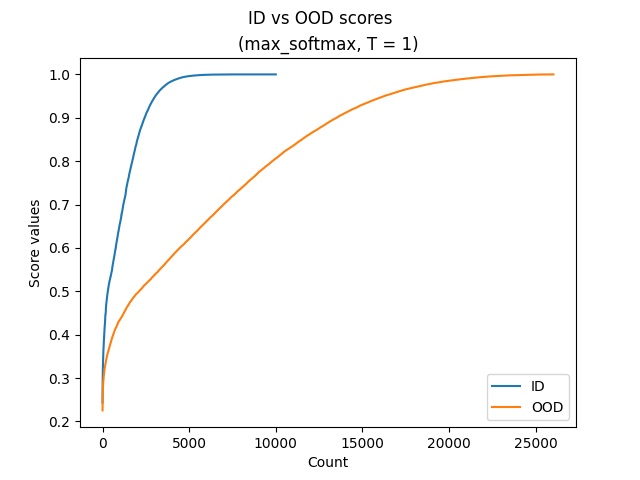 ID vs OOD scores
(max_softmax, T = 1)
1.0
0.9
0.8
0.7
0.6
0.5
0.4
0.3
0.2
Score values
0 5000 10000 15000 20000 25000
Count
ID
OOD